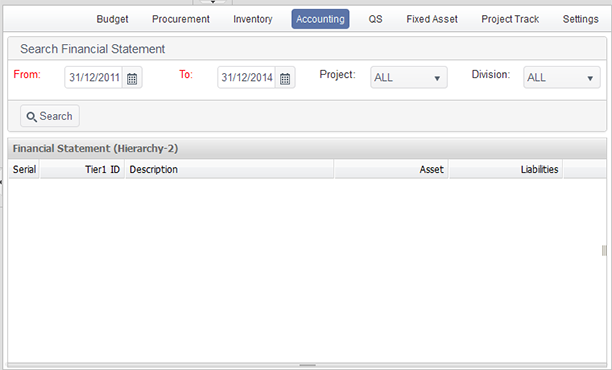 Budget Procurement Inventory Accounting QS Fixed Asset Project Track Settings
Search Financial Statement
From: 31/12/2011 To: 31/12/2014 Project: ALL Division: ALL
Search
Financial Statement (Hierarchy-2)
Serial Tier1 ID Description Asset Liabilities